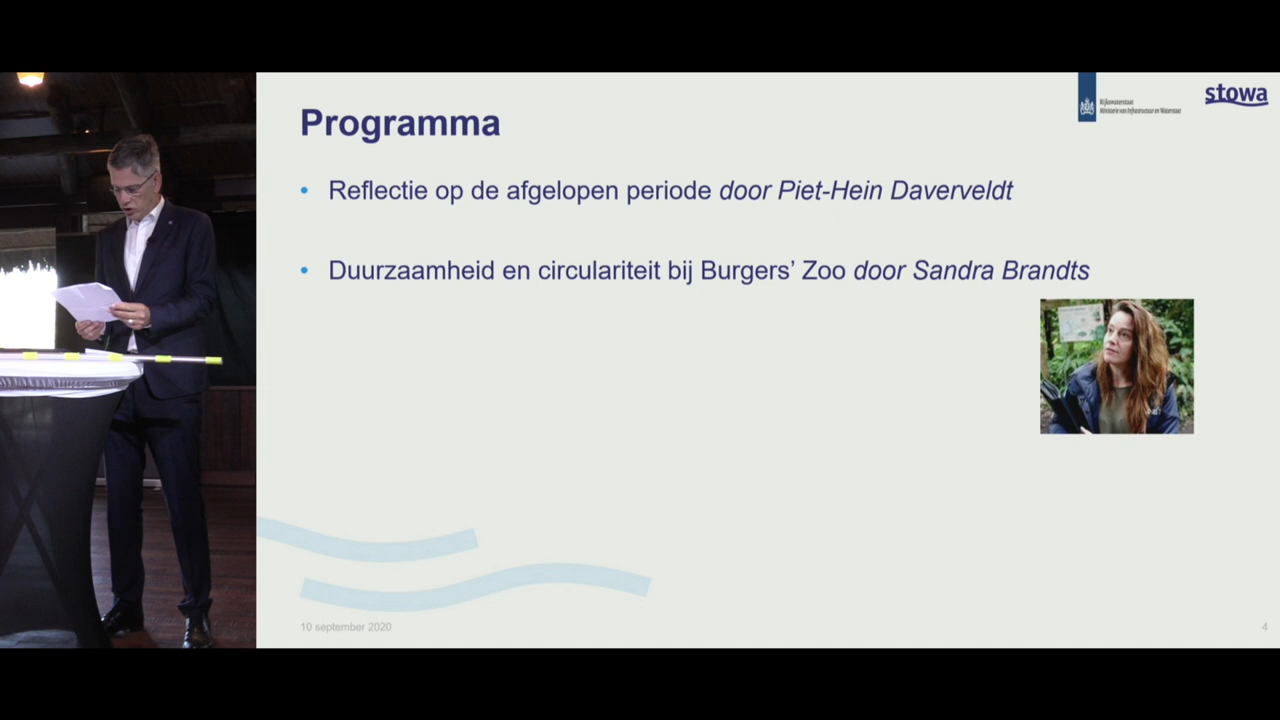 Rijkswaterstaat
Ministerie van Infrastructuur en Waterstaat
stowa
Programma
• Reflectie op de afgelopen periode door Piet-Hein Daverveldt
• Duurzaamheid en circulariteit bij Burgers’ Zoo door Sandra Brandts
10 september 2020
4